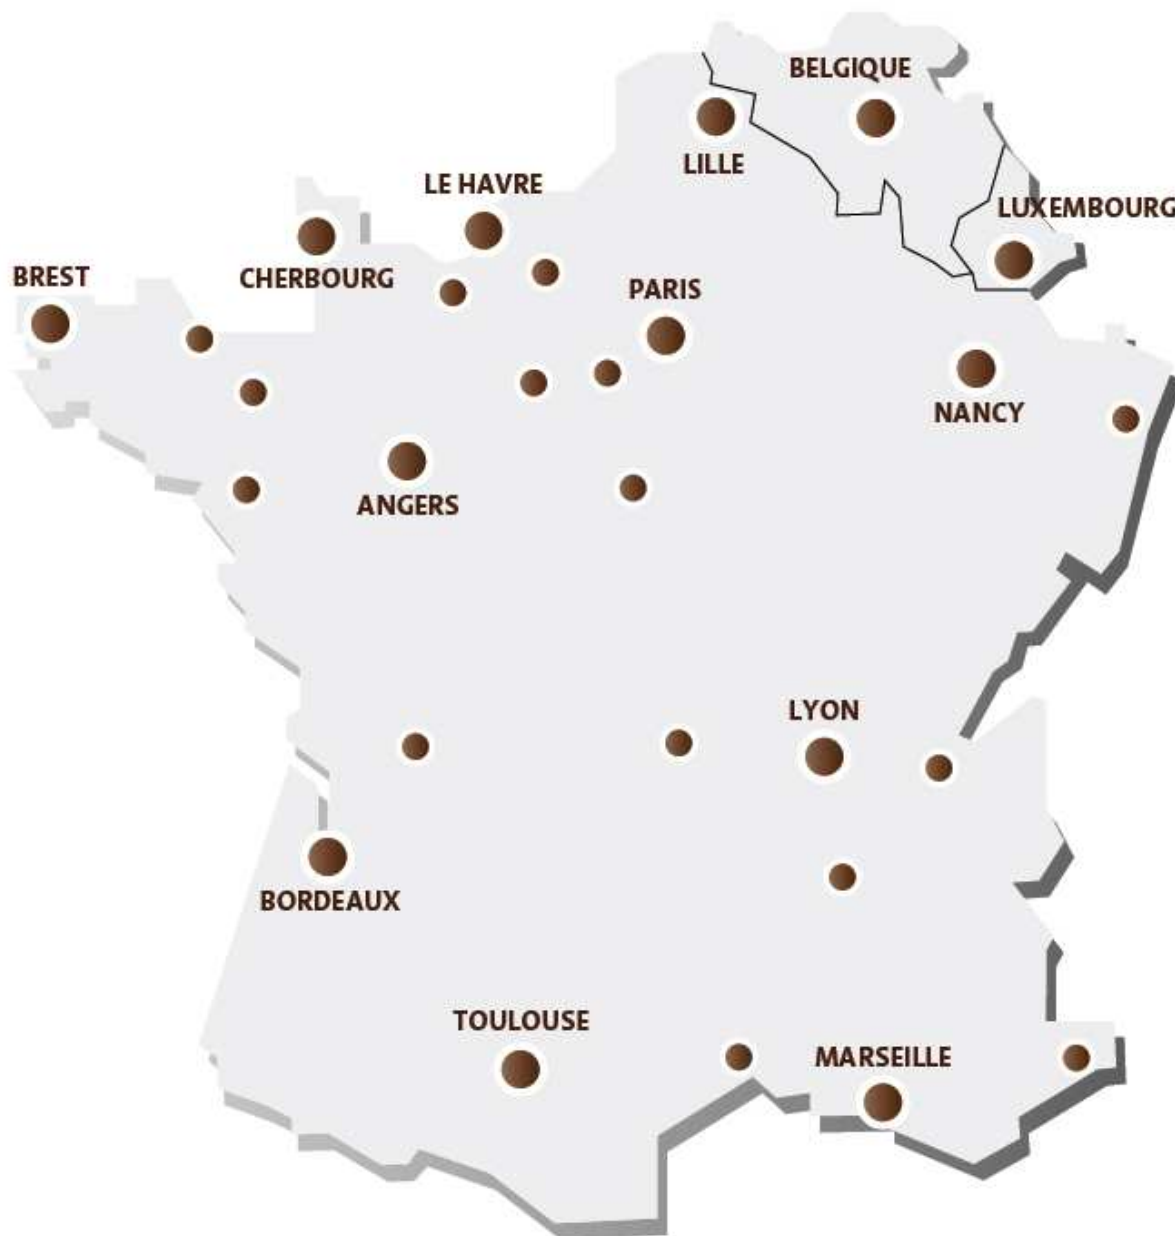 BELGIQUE
LILLE
LE HAVRE
LUXEMBOURG
CHERBOURG
BREST
PARIS
NANCY
ANGERS
LYON
BORDEAUX
TOULOUSE
MARSEILLE